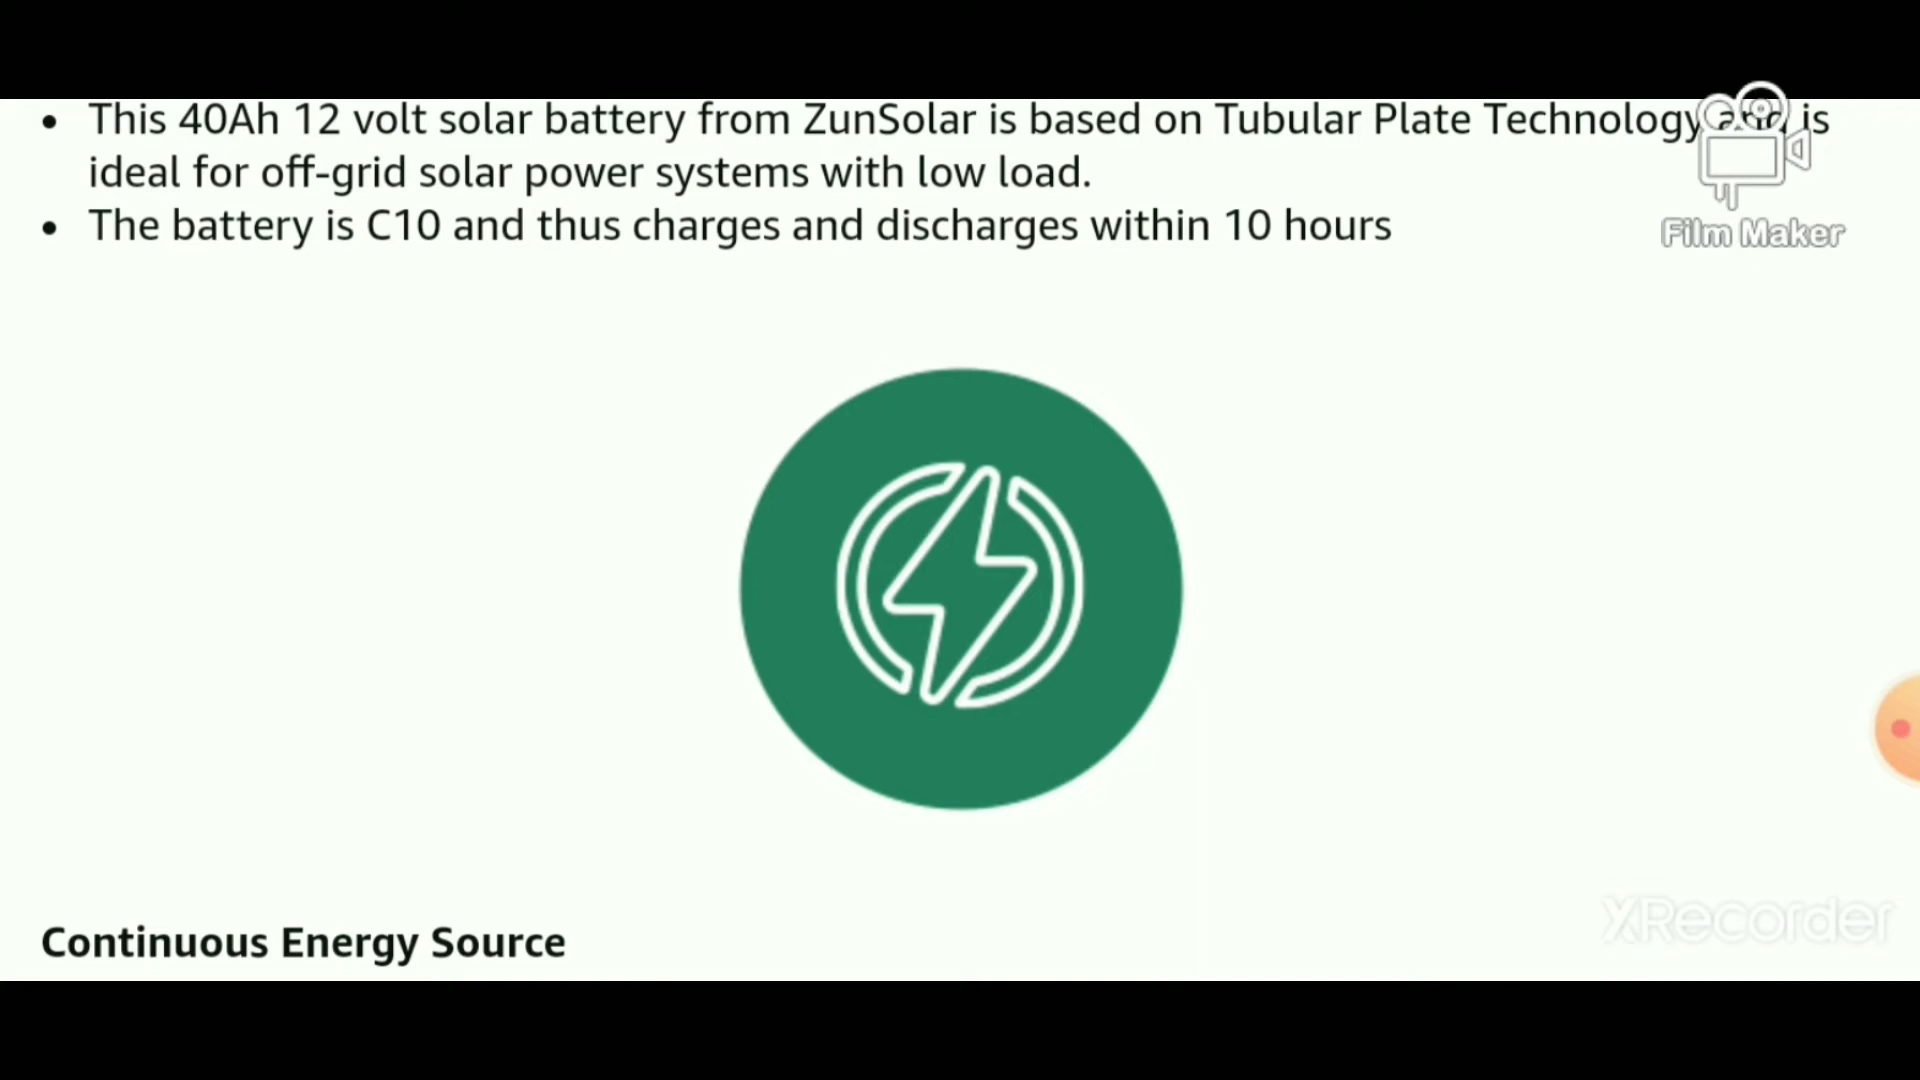 • This 40Ah 12 volt solar battery from ZunSolar is based on Tubular Plate Technology and is
ideal for off-grid solar power systems with low load.
• The battery is C10 and thus charges and discharges within 10 hours
Film Maker
XRecorder
Continuous Energy Source